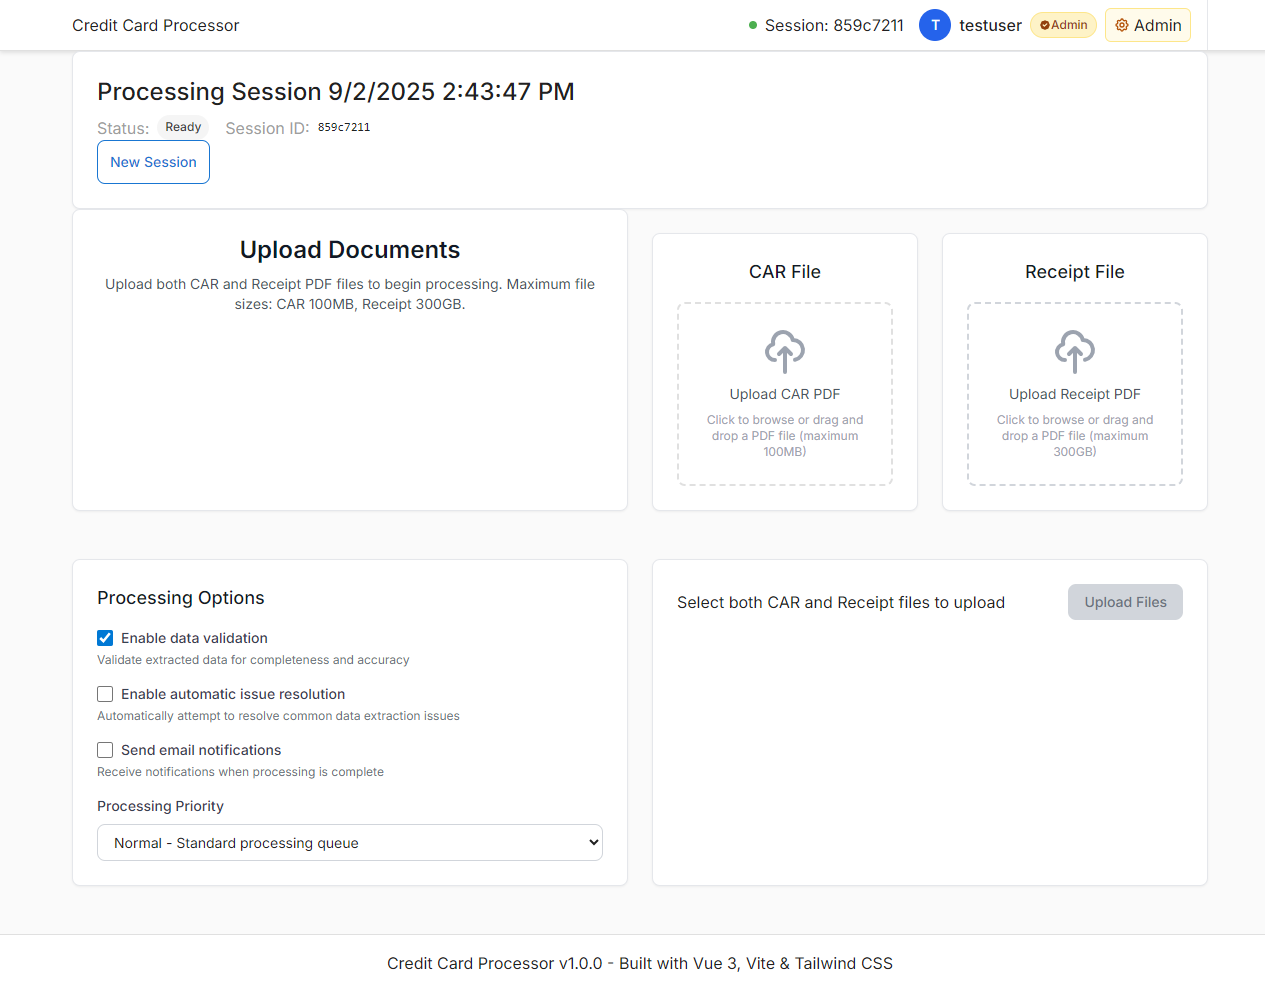 Credit Card Processor
Session: 859c7211
T
testuser
Admin
Admin
Processing Session 9/2/2025 2:43:47 PM
Status: Ready Session ID: 859c7211
New Session
Upload Documents
Upload both CAR and Receipt PDF files to begin processing. Maximum file
sizes: CAR 100MB, Receipt 300GB.
CAR File
Upload CAR PDF
Click to browse or drag and
drop a PDF file (maximum
100MB)
Receipt File
Upload Receipt PDF
Click to browse or drag and
drop a PDF file (maximum
300GB)
Processing Options
Enable data validation
Validate extracted data for completeness and accuracy
Enable automatic issue resolution
Automatically attempt to resolve common data extraction issues
Send email notifications
Receive notifications when processing is complete
Processing Priority
Normal - Standard processing queue
Select both CAR and Receipt files to upload
Upload Files
Credit Card Processor v1.0.0 - Built with Vue 3, Vite & Tailwind CSS